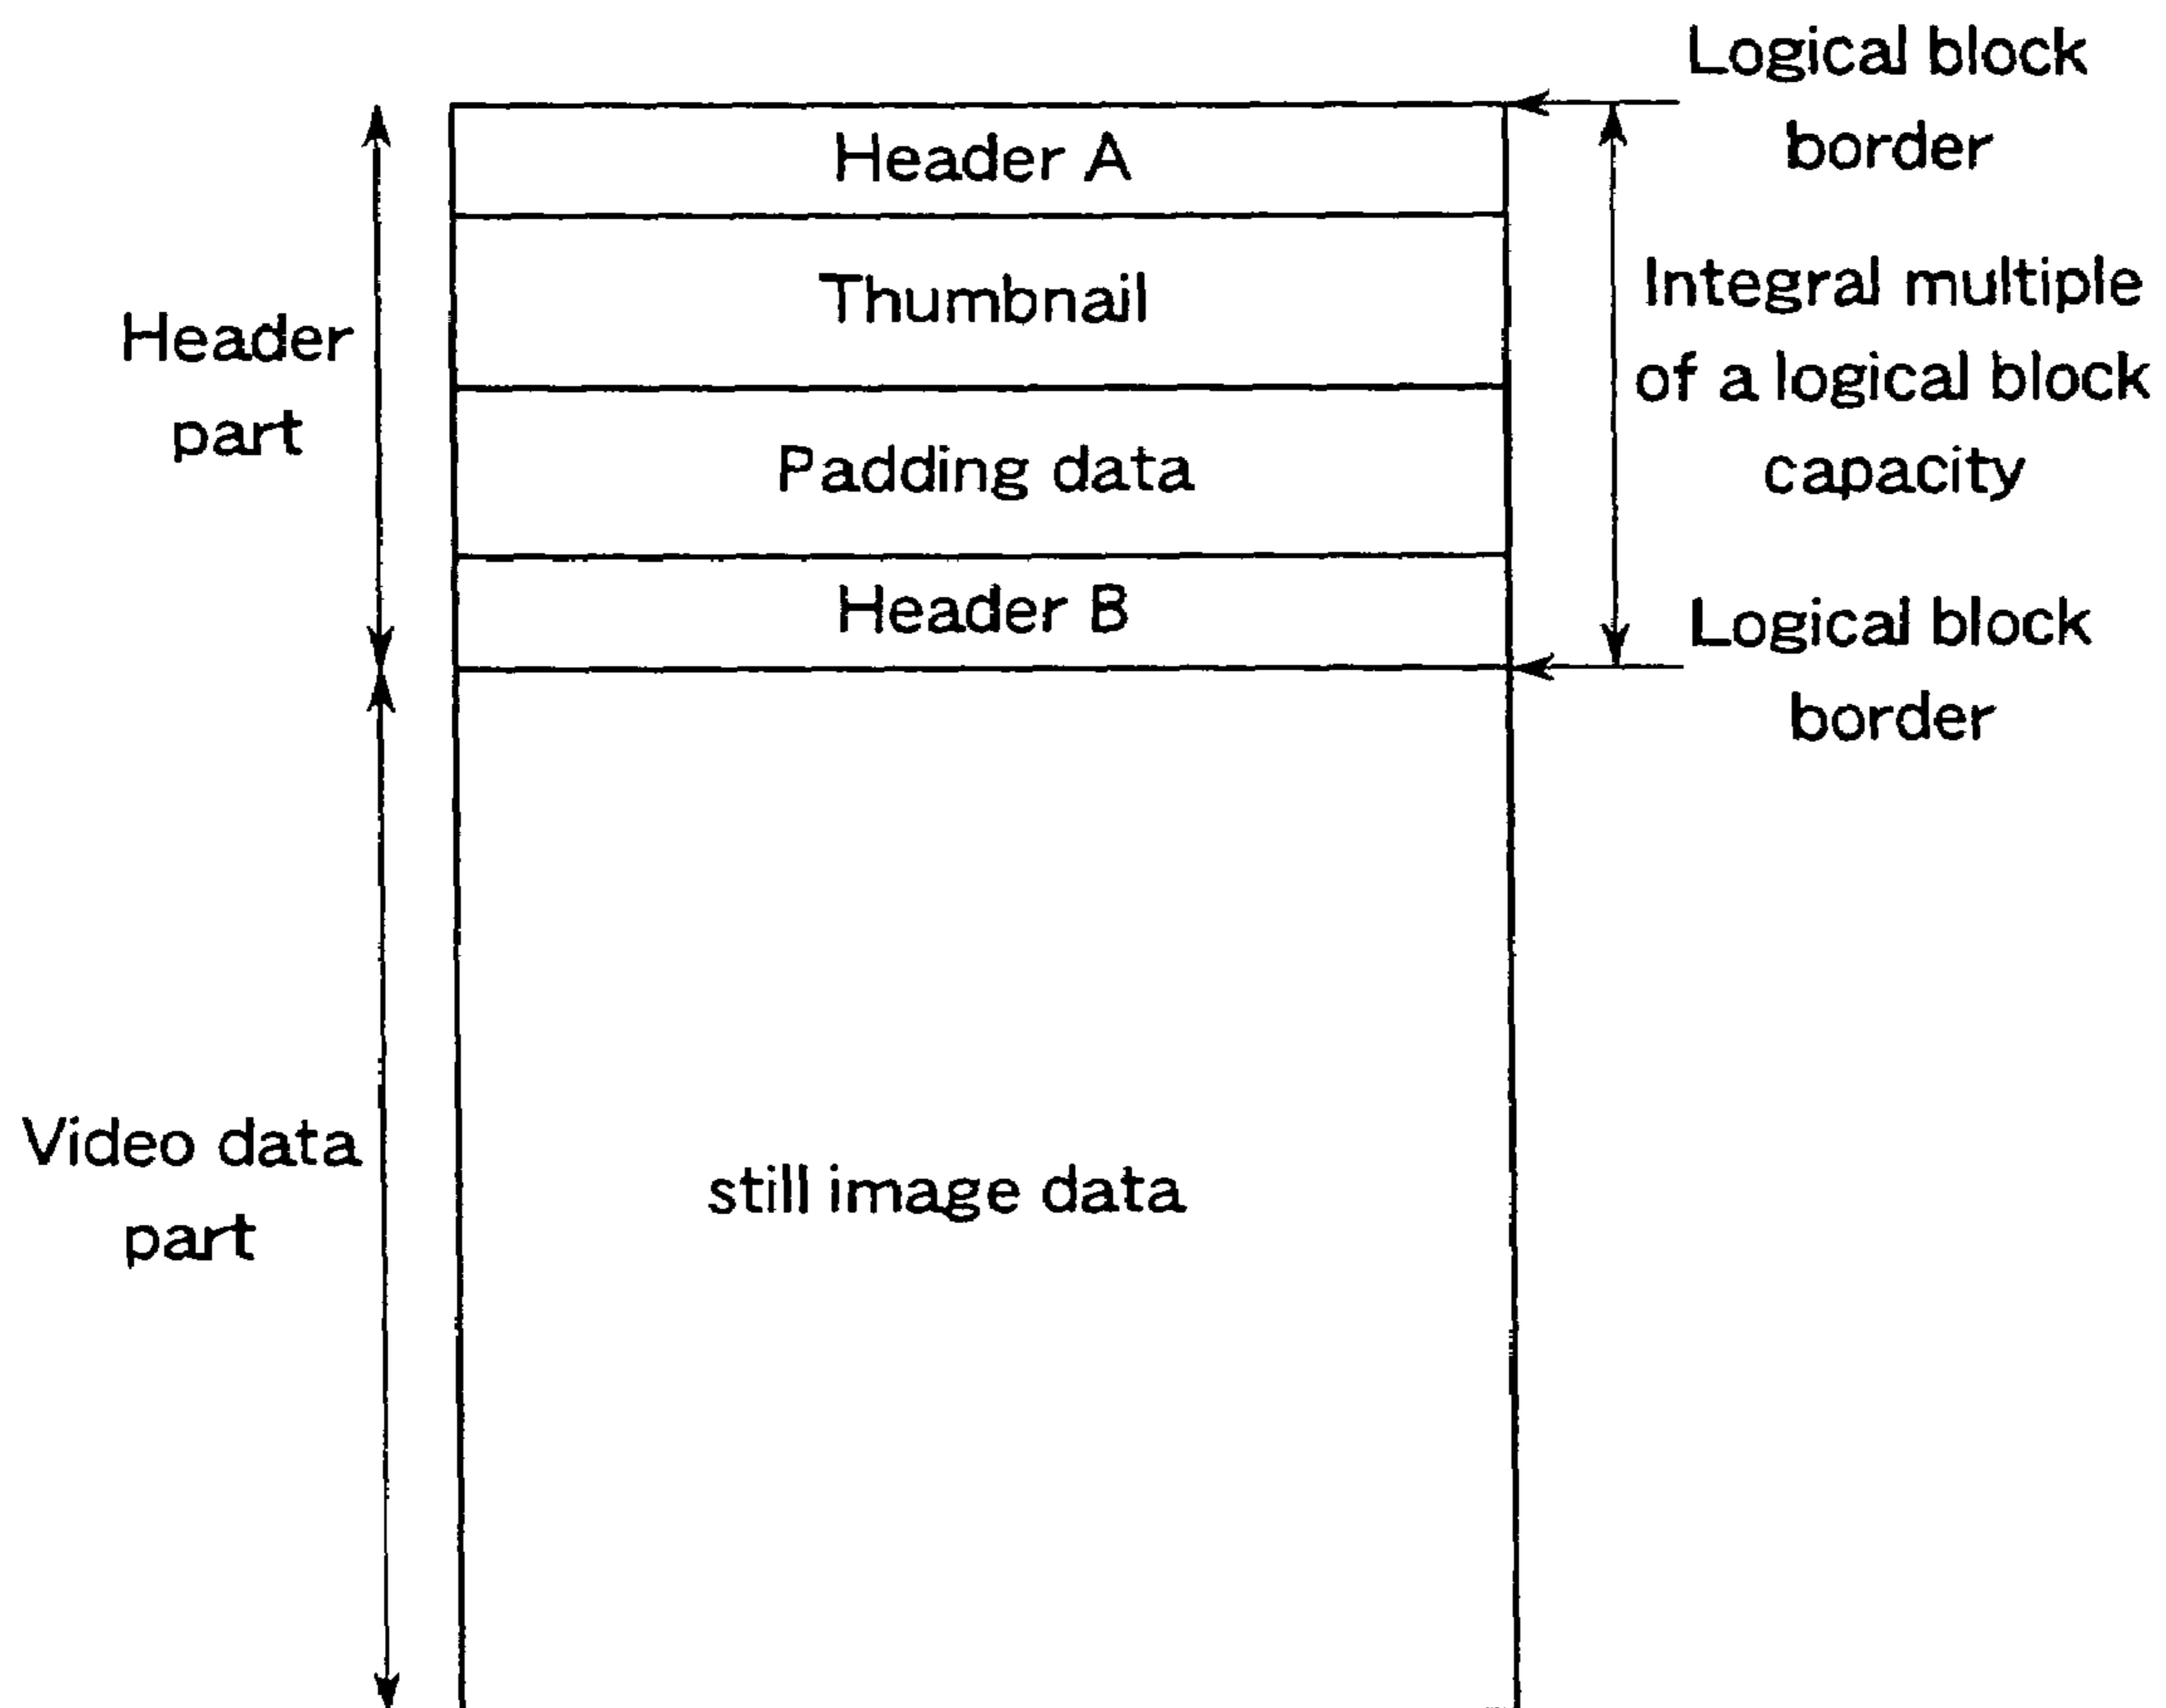 Logical block
border
Header A
Thumbnail
Integral multiple
of a logical block
capacity
Header
part
Padding data
Header B
Logical block
border
Video data
part
still image data